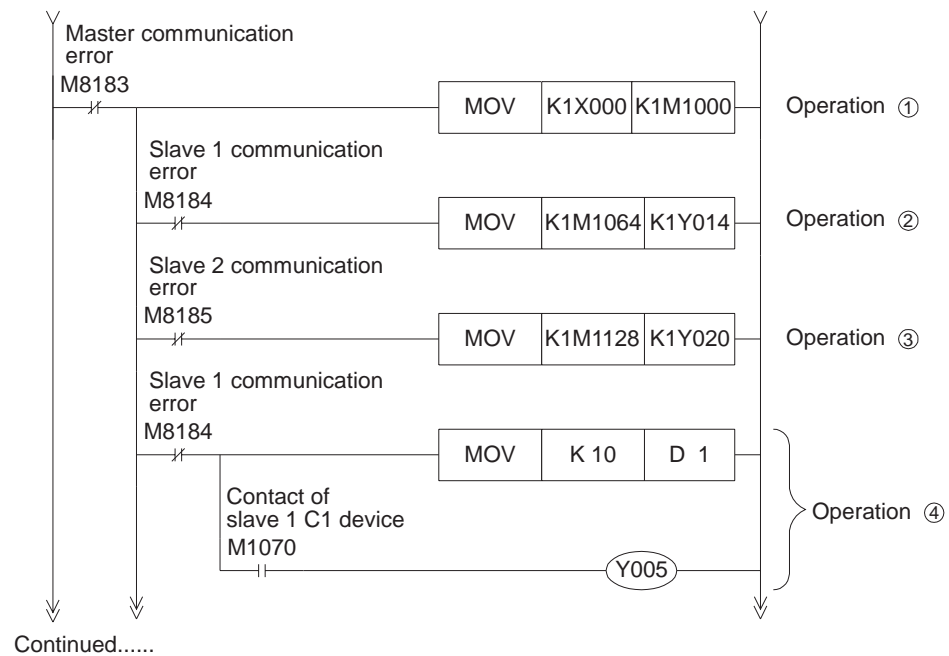 Master communication
error
M8183
MOV K1X000 K1M1000
Operation ①
Slave 1 communication
error
M8184
MOV K1M1064 K1Y014
Operation ②
Slave 2 communication
error
M8185
MOV K1M1128 K1Y020
Operation ③
Slave 1 communication
error
M8184
MOV K 10 D 1
Operation ④
Contact of
slave 1 C1 device
M1070
Y005
Continued......